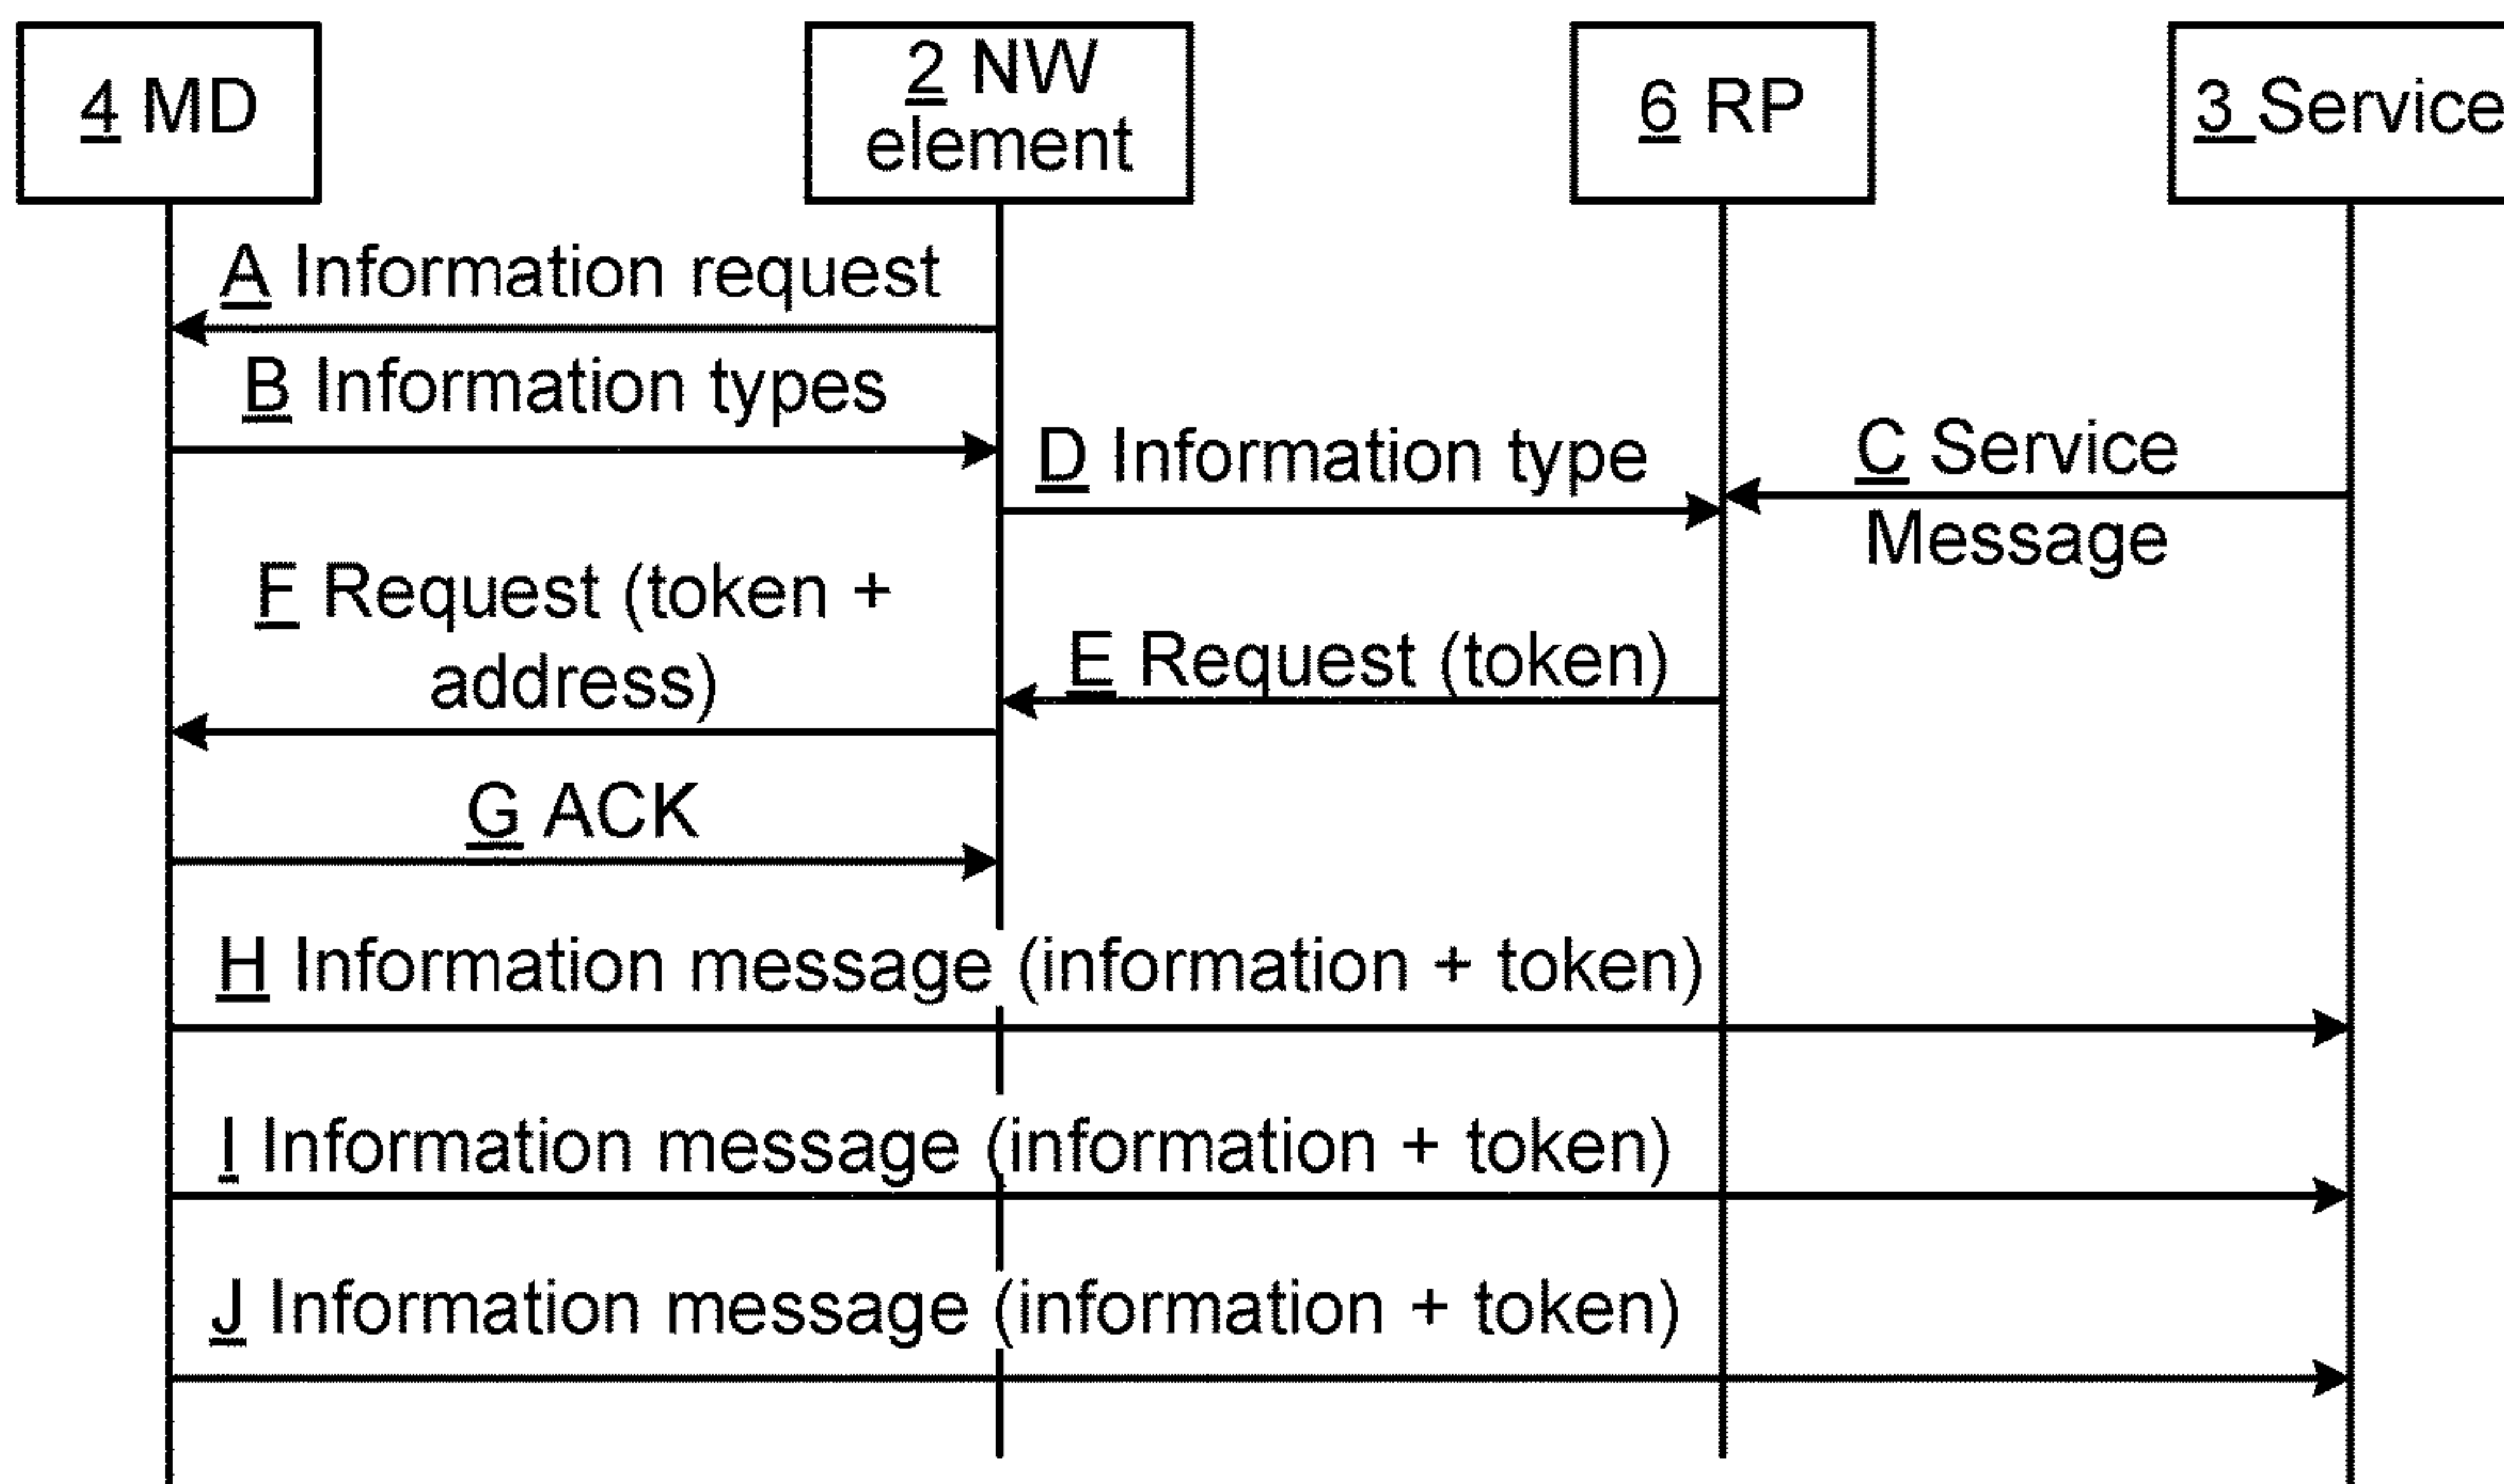 4 MD
2 NW
element
6 RP
3 Service
A Information request
B Information types
D Information type
C Service
Message
F Request (token +
address)
E Request (token)
G ACK
H Information message (information + token)
I Information message (information + token)
J Information message (information + token)